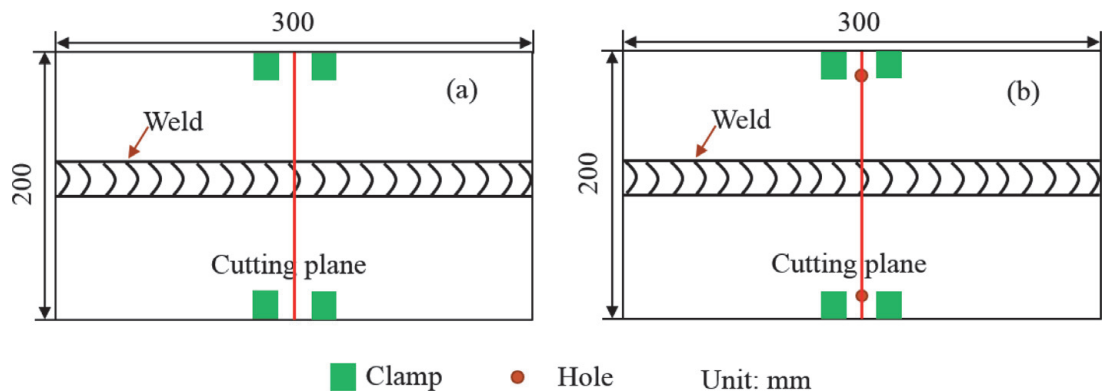 300
(a)
Weld
200
Cutting plane
300
(b)
Weld
200
Cutting plane
Clamp
Hole
Unit: mm